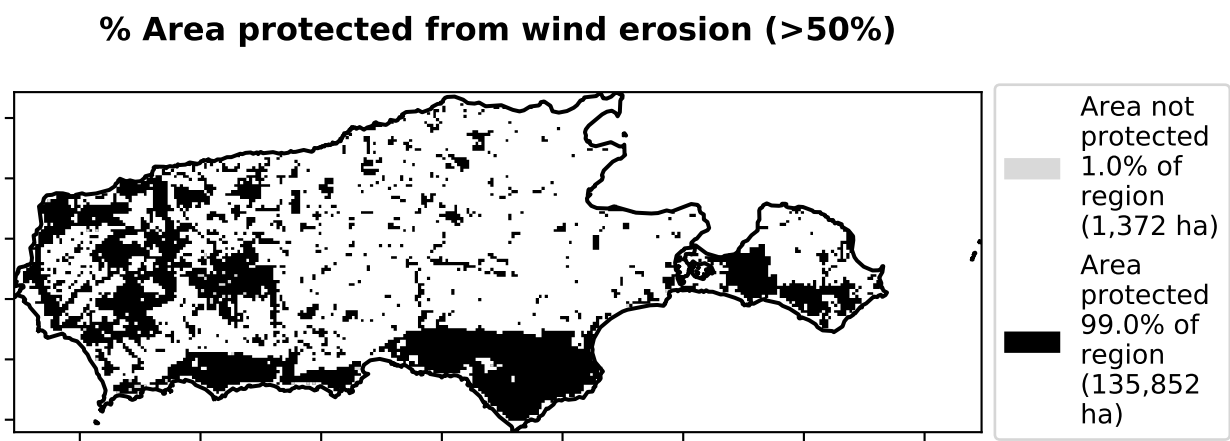 % Area protected from wind erosion (>50%)
Area not
protected
1.0% of
region
(1,372 ha)
Area
protected
99.0% of
region
(135,852
ha)